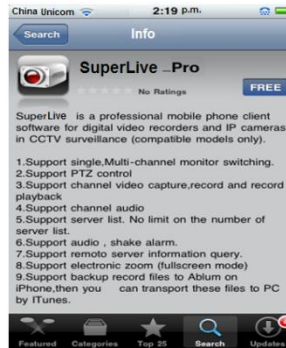 China Unicom 2:19 p.m.
Search Info
SuperLive -Pro
No Ratings
FREE
SuperLive is a professional mobile phone client
software for digital video recorders and IP cameras
in CCTV surveillance (compatible models only).
1.Support single,Multi-channel monitor switching.
2.Support PTZ control
3.Support channel video capture,record and record
playback
4.Support channel audio
5.Support server list. No limit on the number of
server list.
6.Support audio , shake alarm.
7.Support remoto server information query.
8.Support electronic zoom (fullscreen mode)
9.Support backup record files to Ablum on
iPhone,then you can transport these files to PC
by ITunes.
Featured Categories Top 25 Search Updates